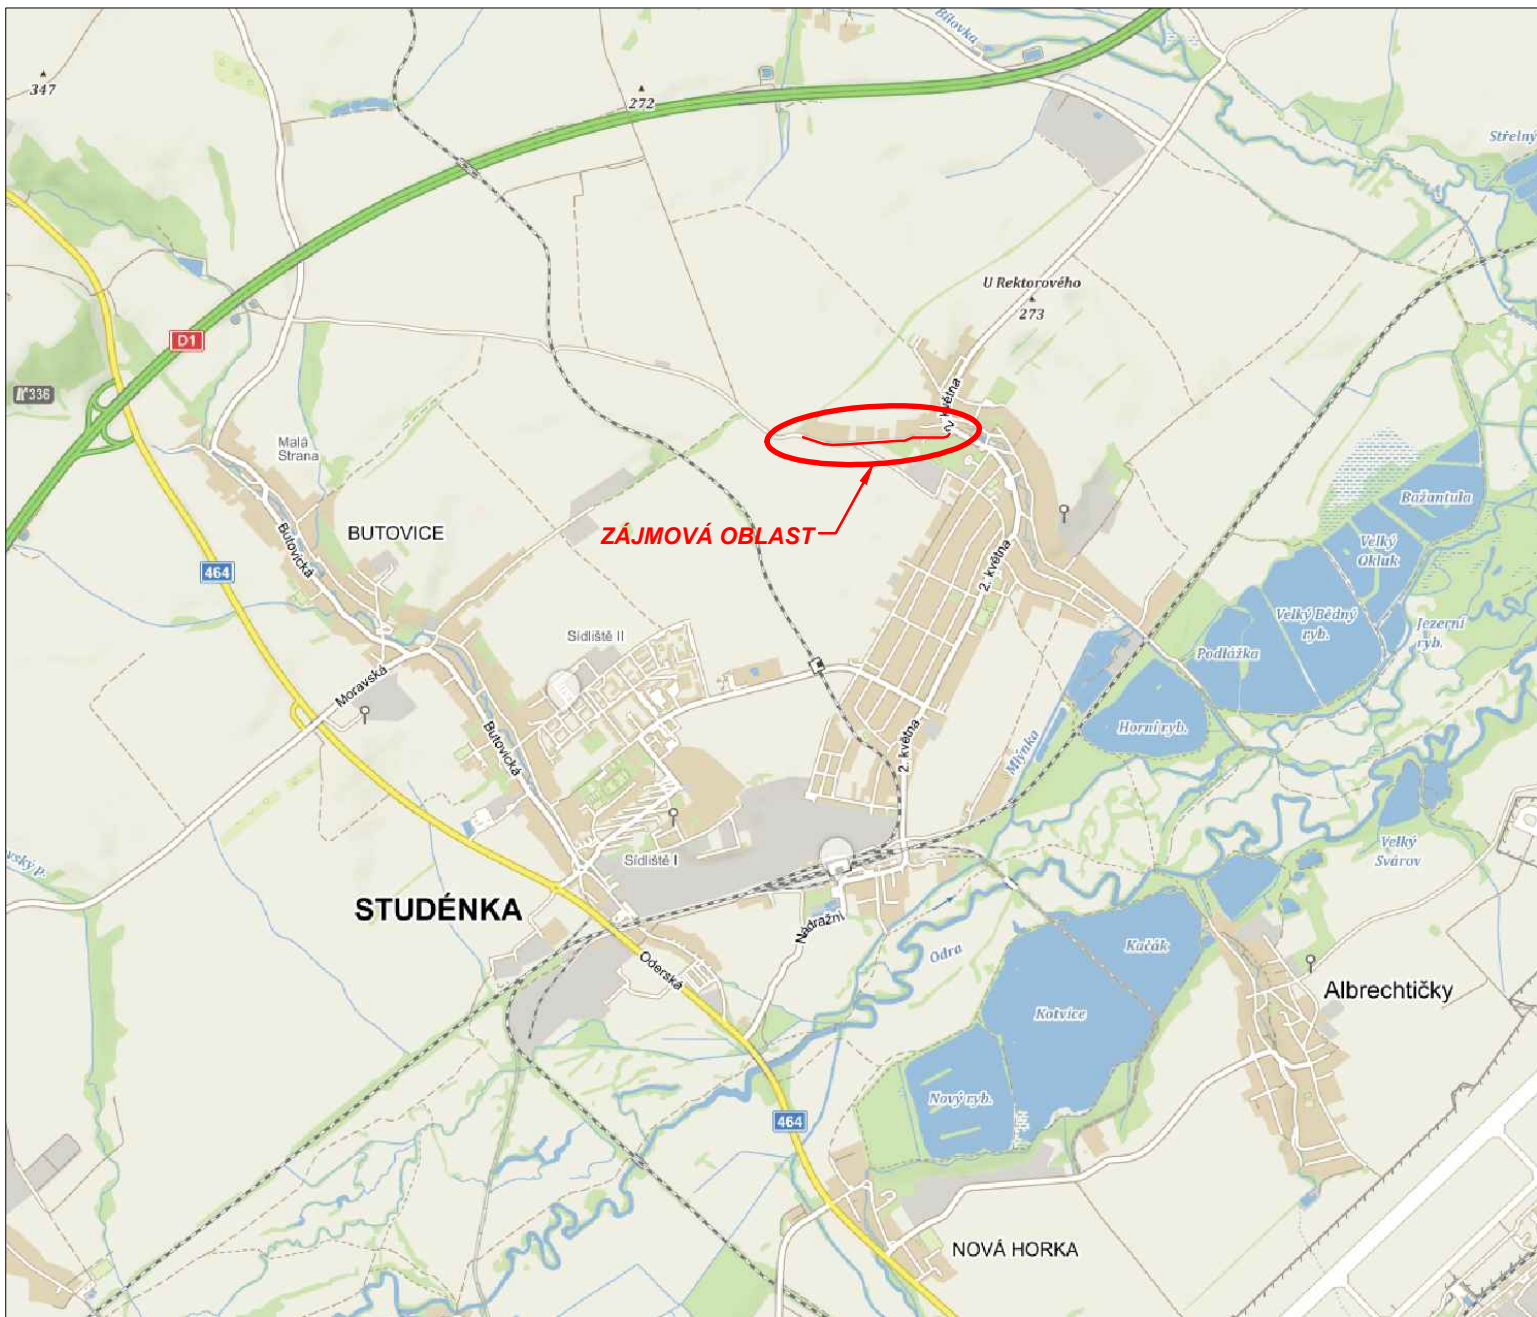 Bílovka
347
272
Střelný
U Rektorového
273
D1
336
2. května
Malá
Strana
Bažantula
BUTOVICE
Butovická
ZÁJMOVÁ OBLAST
Velký
Okluk
464
2. května
Velký Bědný
ryb.
Jezerní
ryb.
Sídliště II
Podlážka
Moravská
Horní ryb.
Butovická
2. května
Mlýnka
Velký
Svárov
Sídliště I
STUDÉNKA
Nádražní
Kačák
Odra
Oderská
Albrechtičky
Kotvice
Nový ryb.
464
NOVÁ HORKA